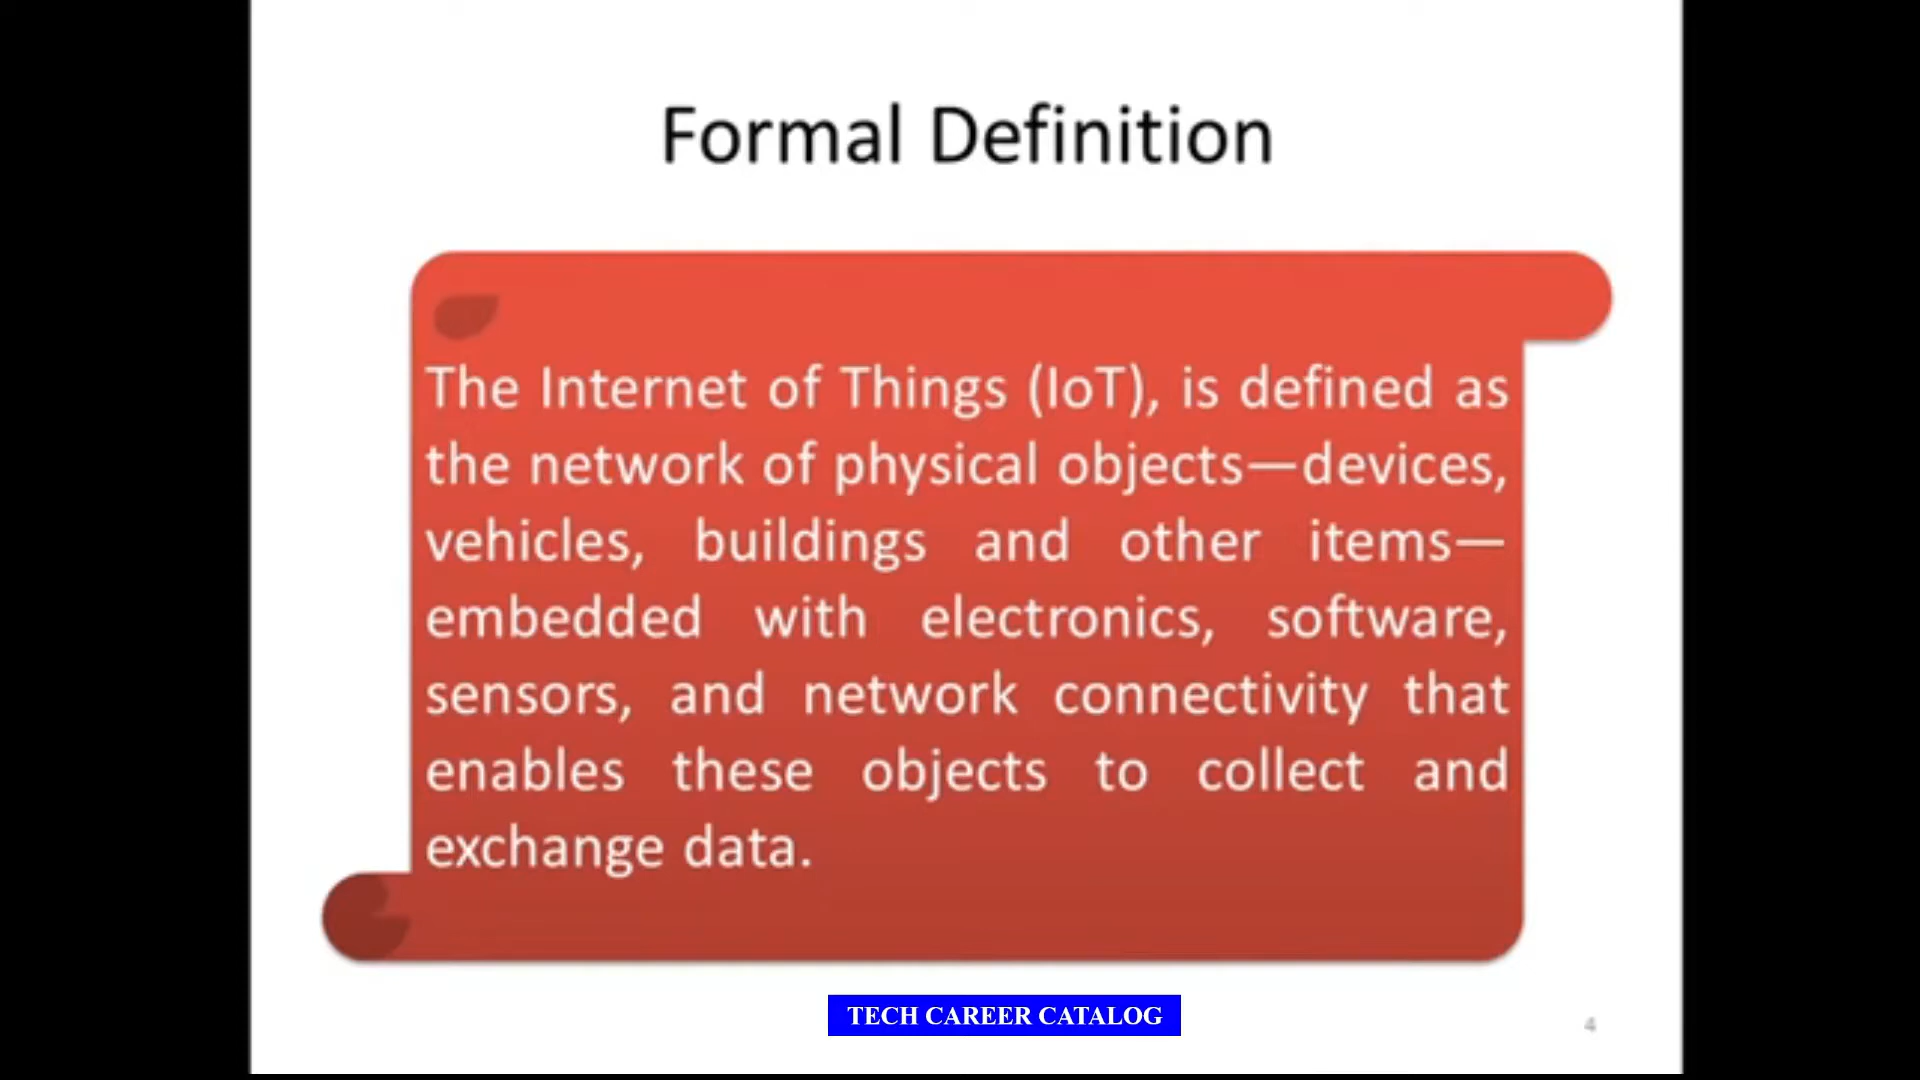 Formal Definition
The Internet of Things (IoT), is defined as
the network of physical objects—devices,
vehicles, buildings and other items—
embedded with electronics, software,
sensors, and network connectivity that
enables these objects to collect and
exchange data.
TECH CAREER CATALOG
4